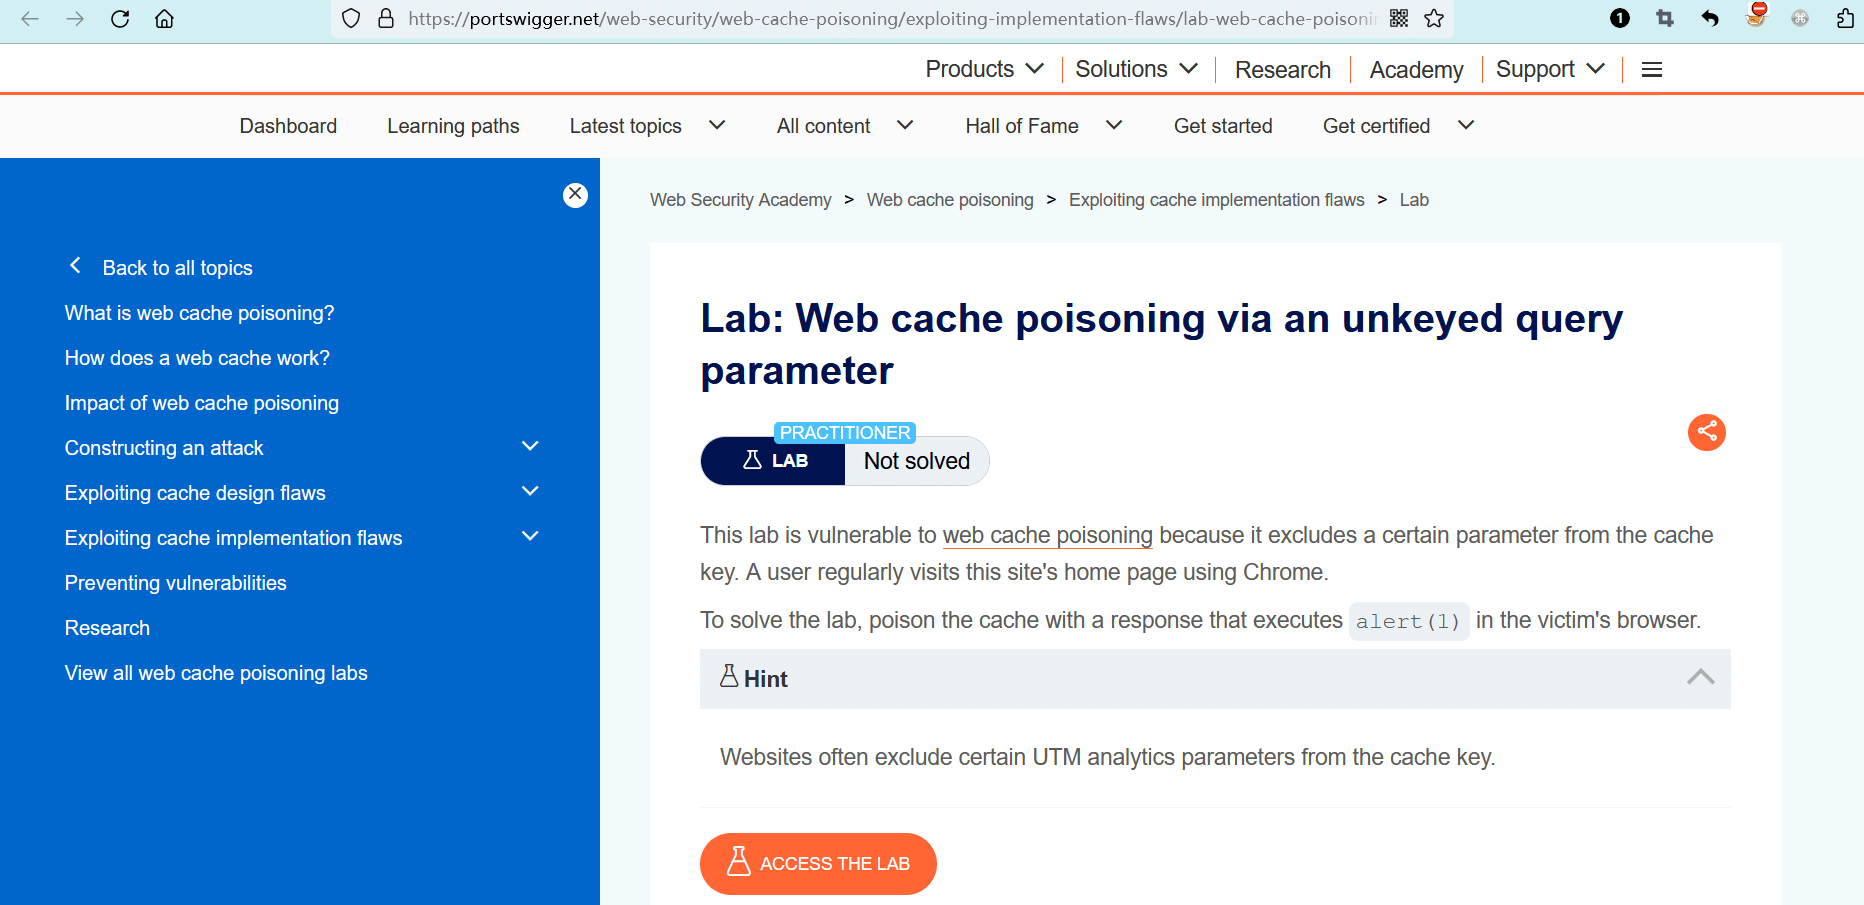 https://portswigger.net/web-security/web-cache-poisoning/exploiting-implementation-flaws/lab-web-cache-poisonin
1
Products
Solutions
Research
Academy
Support
Dashboard
Learning paths
Latest topics
All content
Hall of Fame
Get started
Get certified
Back to all topics
What is web cache poisoning?
How does a web cache work?
Impact of web cache poisoning
Constructing an attack
Exploiting cache design flaws
Exploiting cache implementation flaws
Preventing vulnerabilities
Research
View all web cache poisoning labs
Web Security Academy > Web cache poisoning > Exploiting cache implementation flaws > Lab
Lab: Web cache poisoning via an unkeyed query
parameter
PRACTITIONER
LAB
Not solved
This lab is vulnerable to web cache poisoning because it excludes a certain parameter from the cache
key. A user regularly visits this site's home page using Chrome.
To solve the lab, poison the cache with a response that executes alert(1) in the victim's browser.
Hint
Websites often exclude certain UTM analytics parameters from the cache key.
ACCESS THE LAB